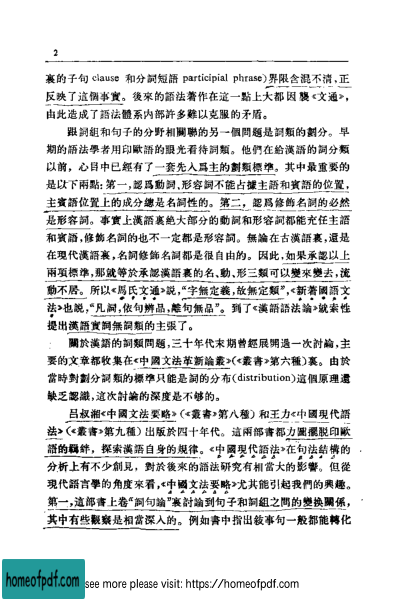 2
裏的子句 clause 和分詞短語 participial phrase)界限含混不清,正
反映了這個事實。後來的語法著作在這一點上大都因襲《文通》,
由此造成了語法體系内部許多難以克服的矛盾。
跟詞組和句子的分野相關聯的另一個問題是詞類的劃分。早
期的語法學者用印歐語的眼光看待詞類。他們在給漢語的詞分類
以前,心目中已經有了一套先入爲主的劃類標準。其中最重要的
是以下兩點:第一,認爲動詞、形容詞不能占據主語和賓語的位置,
主賓語位置上的成分總是名詞性的。第二,認爲修飾名詞的必然
是形容詞。事實上漢語裏絶大部分的動詞和形容詞都能充任主語
和賓語,修飾名詞的也不一定都是形容詞。無論在古漢語裏,還是
在現代漢語裏,名詞修飾名詞都是很自由的。因此,如果承認以上
兩項標準,那就等於承認漢語裏的名、動、形三類可以變來變去,流
動不居。所以《馬氏文通》説,“字無定義,故無定類”,《新著國語文
法》也説,“凡詞,依句辨品,離句無品”。到了《漢語語法論》就索性
提出漢語實詞無詞類的主張了。
關於漢語的詞類問題,三十年代末期曾經展開過一次討論,主
要的文章都收集在《中國文法革新論叢》(《叢書》第六種)裏。由於
當時對劃分詞類的標準只能是詞的分布(distribution)這個原理還
缺乏認識,這次討論的深度是不够的。
吕叔湘《中國文法要略》(《叢書》第八種)和王力《中國現代語
法》(《叢書》第九種)出版於四十年代。這兩部書都力圖擺脱印歐
語的羈絆,探索漢語自身的規律。《中國現代語法》在句法結構的
分析上有不少創見,對於後來的語法研究有相當大的影響。但從
現代語言學的角度來看,《中國文法要略》尤其能引起我們的興趣。
第一,這部書上卷“詞句論”裏討論到句子和詞組之間的變换關係,
其中有些觀察是相當深入的。例如書中指出敍事句一般都能轉化
homeofpdf.com
see more please visit: https://homeofpdf.com